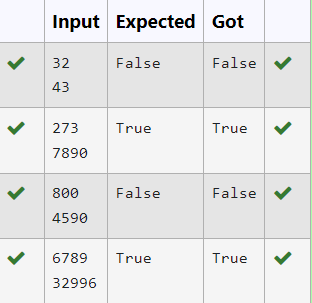 Input Expected Got
32 False False
43
273 True True
7890
800 False False
4590
6789 True True
32996